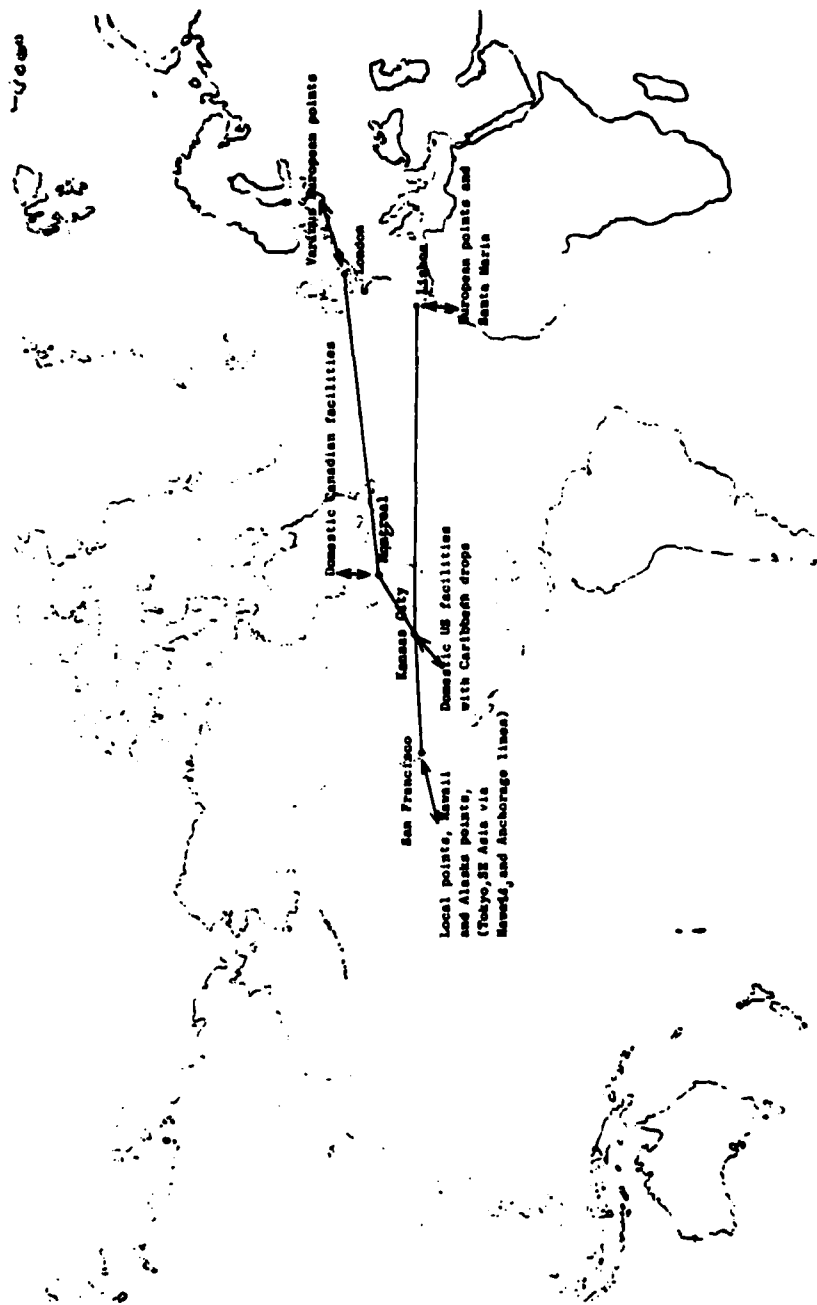 Various European points
London
Domestic Canadian facilities
Montreal
Lisbon
European points and
Santa Maria
Kansas City
Domestic US facilities
with Caribbean drops
San Francisco
Local points, Hawaii
and Alaska points,
(Tokyo,SE Asia via
Hawaii,and Anchorage lines)